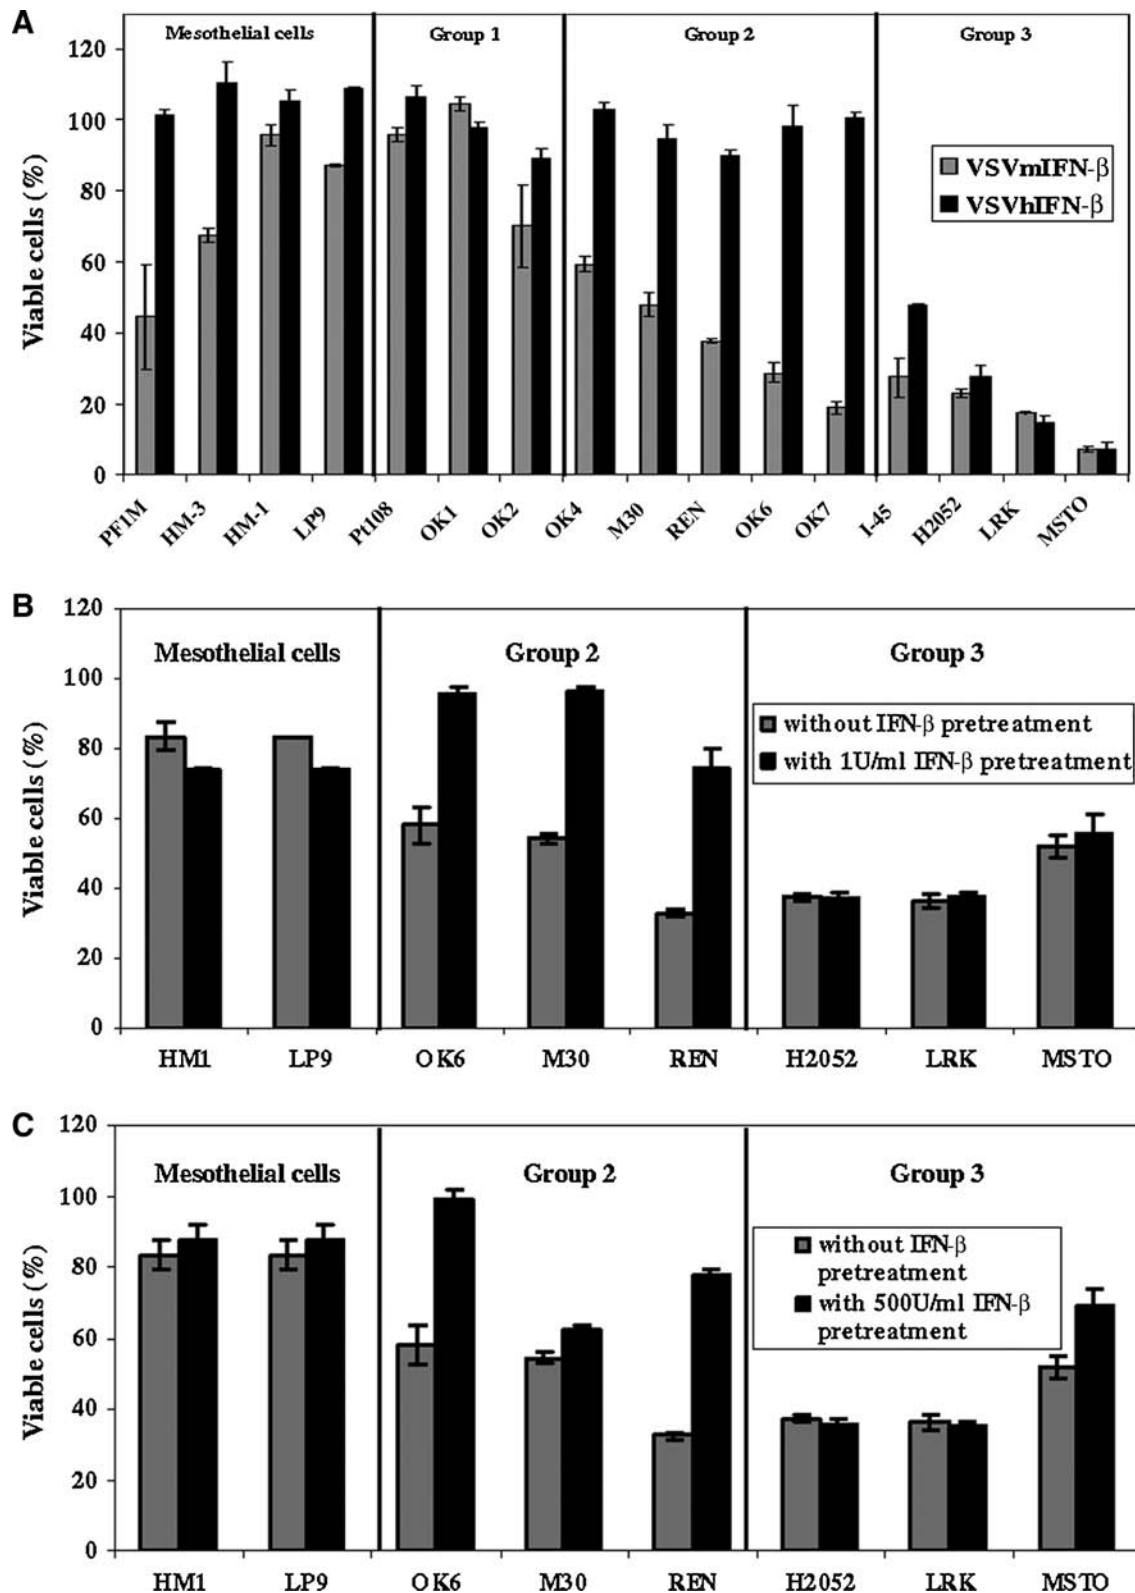 A
Mesothelial cells Group 1 Group 2 Group 3
Viable cells (%)
120
100
80
60
40
20
0
VSVmIFN-β
VSVhIFN-β
PF1M HM-3 HM-1 LP9 Pt108 OK1 OK2 OK4 M30 REN OK6 OK7 I-45 H2052 LRK MSTO
B
Mesothelial cells Group 2 Group 3
Viable cells (%)
120
100
80
60
40
20
0
without IFN-β pretreatment
with 1U/ml IFN-β pretreatment
HM1 LP9 OK6 M30 REN H2052 LRK MSTO
C
Mesothelial cells Group 2 Group 3
Viable cells (%)
120
100
80
60
40
20
0
without IFN-β
pretreatment
with 500U/ml IFN-β
pretreatment
HM1 LP9 OK6 M30 REN H2052 LRK MSTO